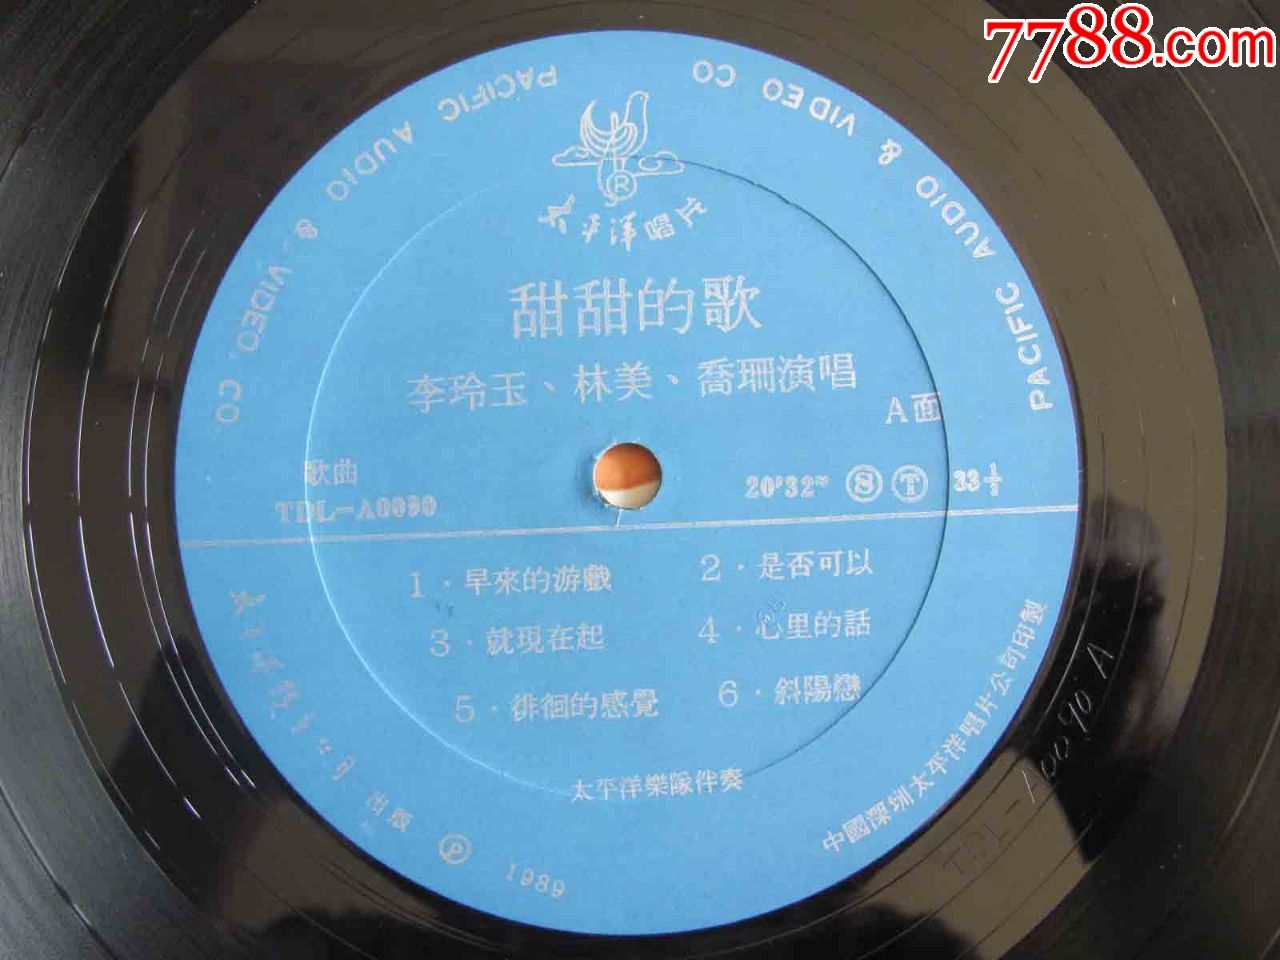 7788.com
PACIFIC AUDIO & VIDEO CO
PACIFIC AUDIO & VIDEO. CO
太平洋唱片
甜甜的歌
李玲玉、林美、喬珊演唱
A面
歌曲
TDL-A0090
20'32" S T 33⅓
1·早來的游戲
2·是否可以
3·就現在起
4·心里的話
5·徘徊的感覺
6·斜陽戀
太平洋樂隊伴奏
出版
P 1989
中國深圳太平洋唱片公司印製
TDL-A0090 A